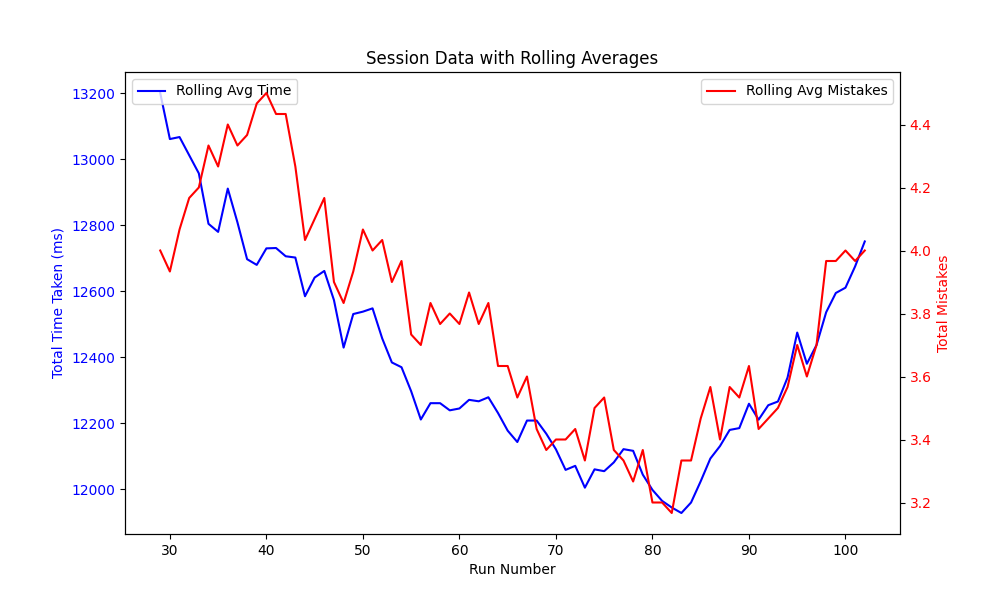 Session Data with Rolling Averages
Rolling Avg Time
Rolling Avg Mistakes
Total Time Taken (ms)
13200
13000
12800
12600
12400
12200
12000
4.4
4.2
4.0
3.8
3.6
3.4
3.2
Total Mistakes
30 40 50 60 70 80 90 100
Run Number